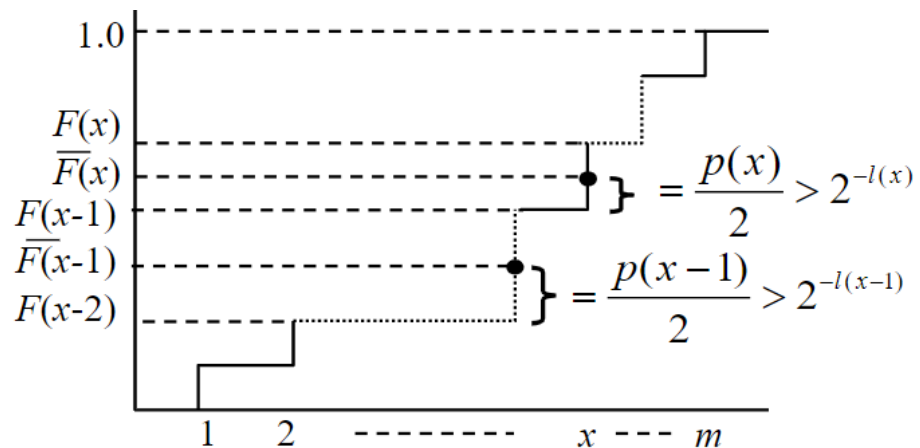 1.0
F(x)
F̅(x)
F(x-1)
F̅(x-1)
F(x-2)
} = p(x)/2 > 2^{-l(x)}
} = p(x−1)/2 > 2^{-l(x−1)}
1 2 x m